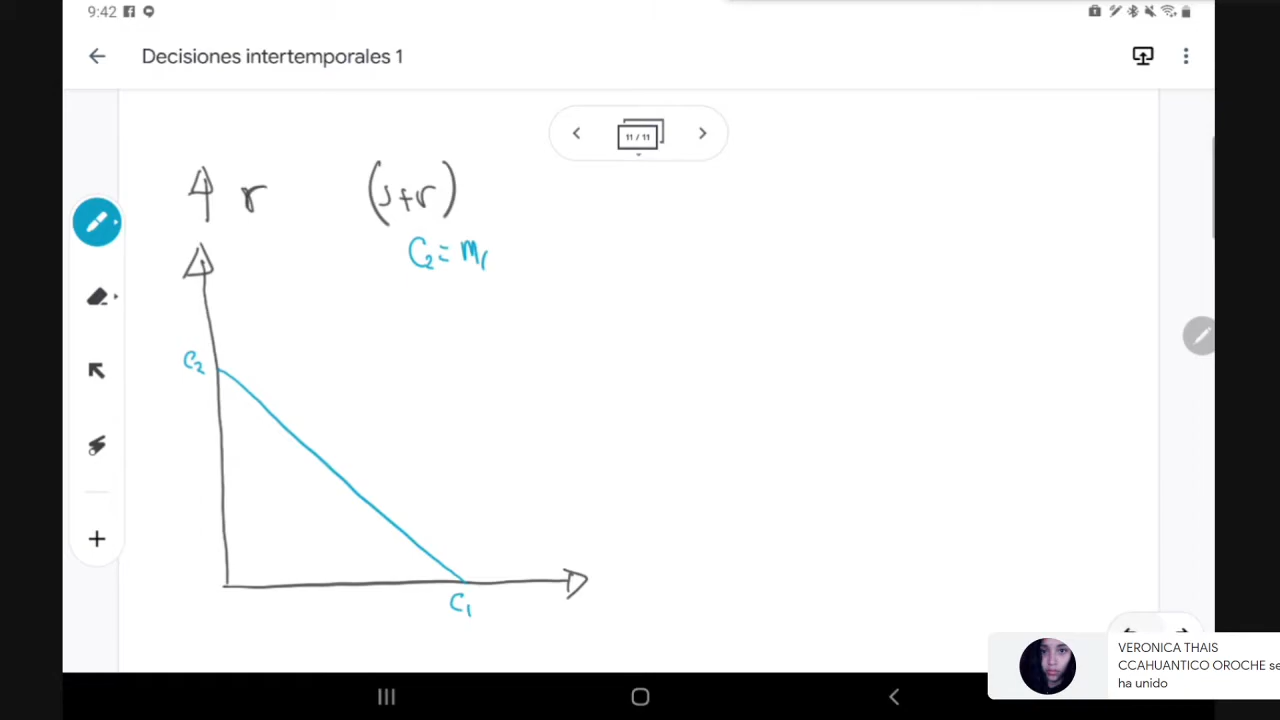 9:42
Decisiones intertemporales 1
11 / 11
r (1+r)
C₂ = m₁
C₂
C₁
VERONICA THAIS
CCAHUANTICO OROCHE se
ha unido